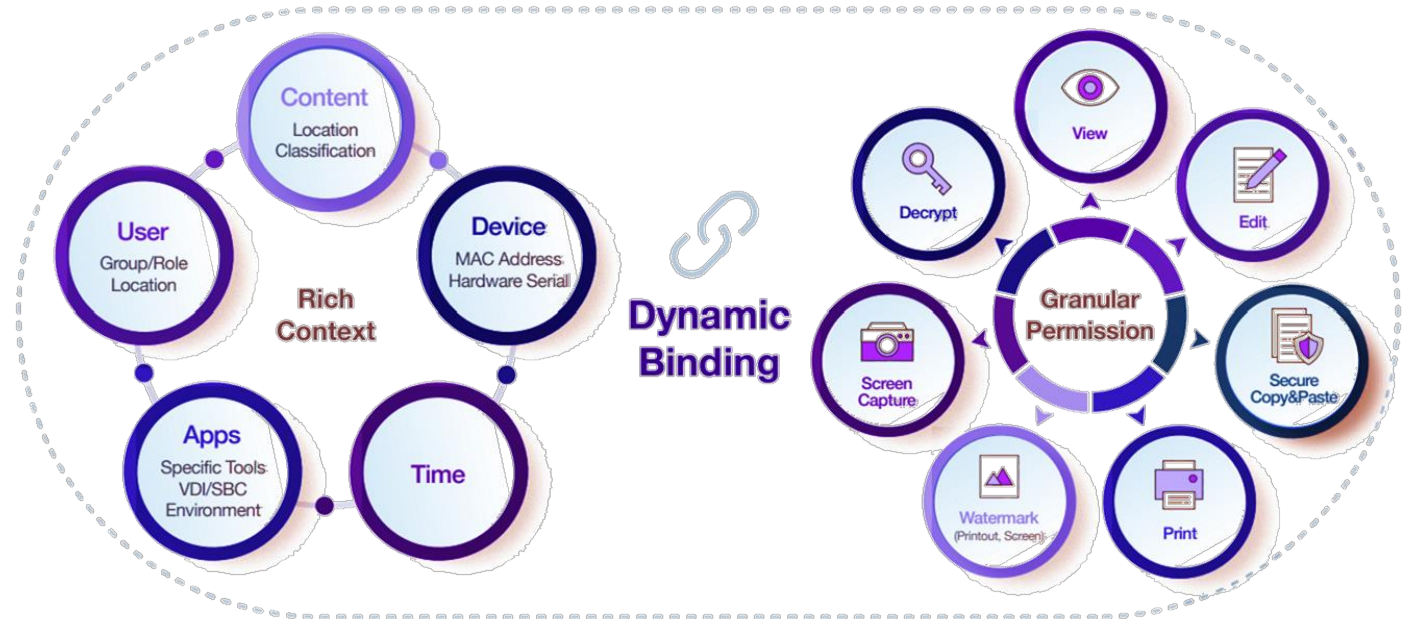 Content
Location
Classification
User
Group/Role
Location
Device
MAC Address
Hardware Serial
Rich
Context
Apps
Specific Tools
VDI/SBC
Environment
Time
Dynamic
Binding
Granular
Permission
View
Edit
Secure
Copy&Paste
Print
Watermark
(Printout, Screen)
Screen
Capture
Decrypt